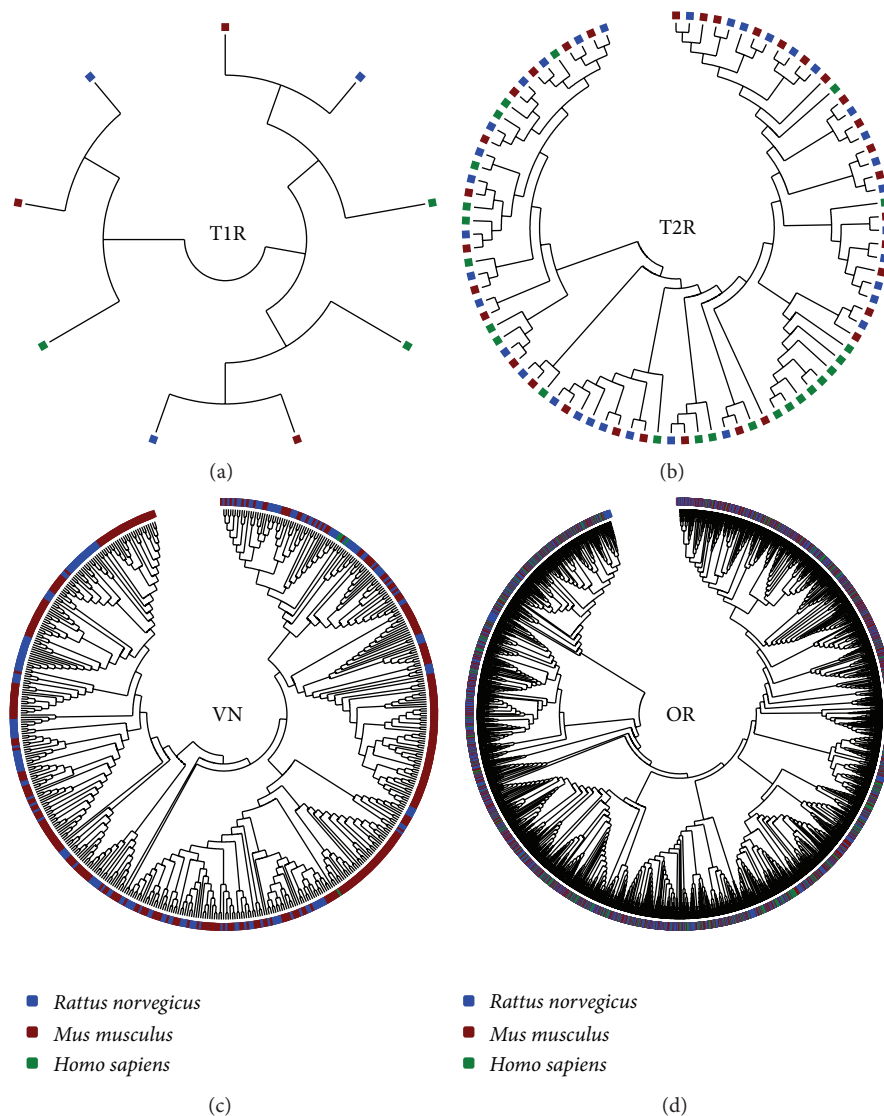 T1R
T2R
(a)
(b)
VN
OR
Rattus norvegicus
Mus musculus
Homo sapiens
Rattus norvegicus
Mus musculus
Homo sapiens
(c)
(d)